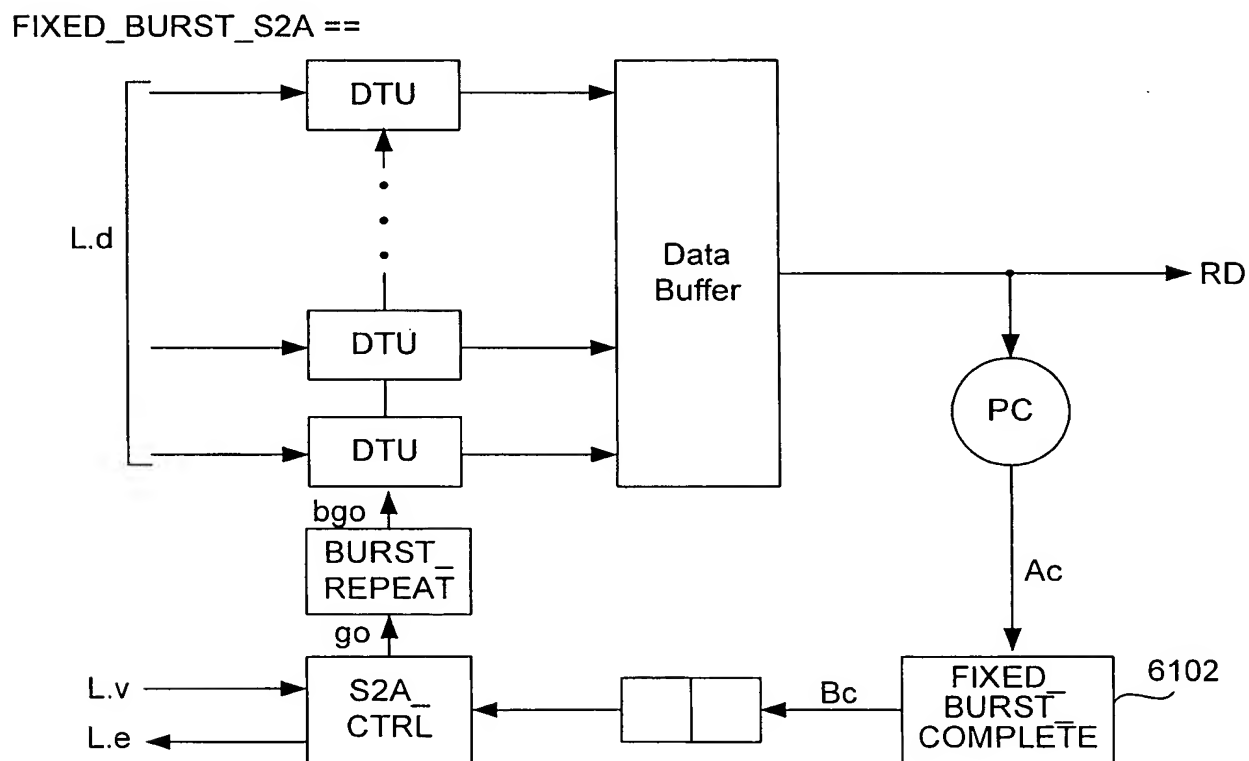 FIXED_BURST_S2A ==
DTU
L.d
Data
Buffer
RD
DTU
PC
DTU
bgo
BURST_
REPEAT
Ac
go
L.v
S2A_
CTRL
L.e
Bc
FIXED_
BURST_
COMPLETE
6102